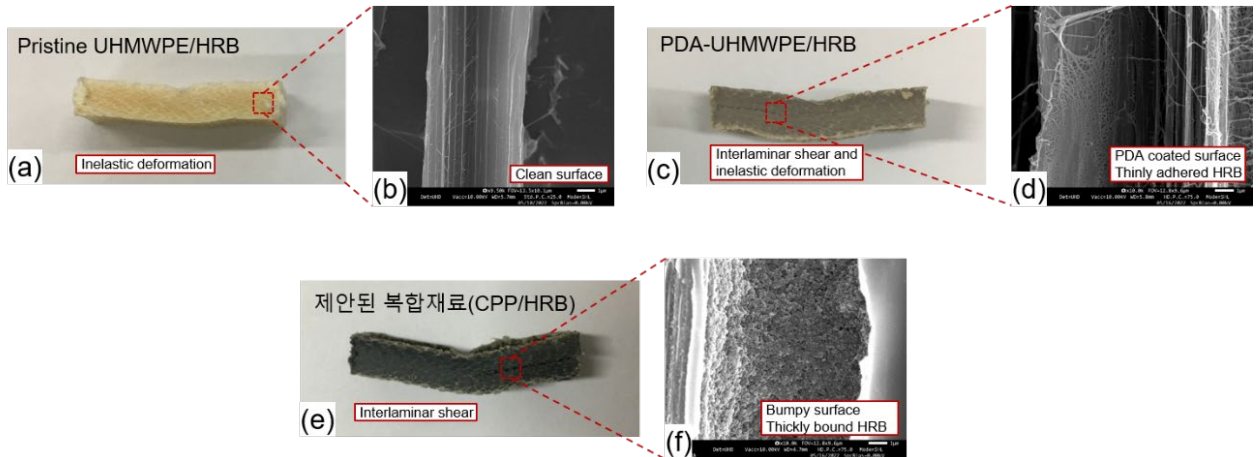 Pristine UHMWPE/HRB
Inelastic deformation
(a)
Clean surface
(b)
PDA-UHMWPE/HRB
Interlaminar shear and
inelastic deformation
(c)
PDA coated surface
Thinly adhered HRB
(d)
제안된 복합재료(CPP/HRB)
Interlaminar shear
(e)
Bumpy surface
Thickly bound HRB
(f)